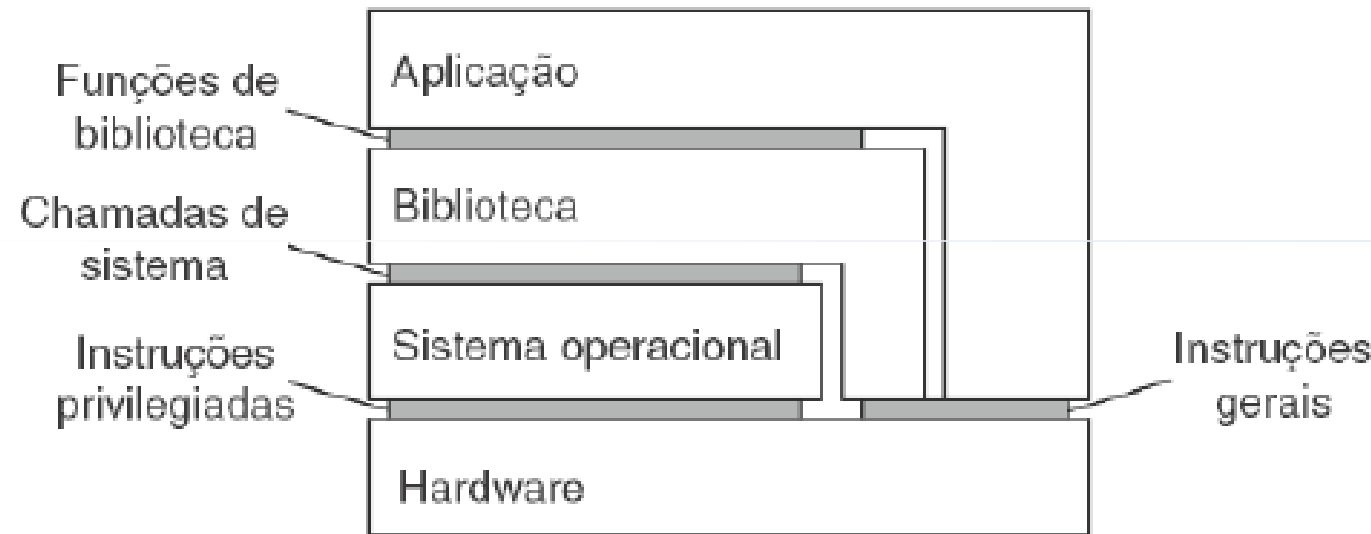 Aplicação
Funções de
biblioteca
Biblioteca
Chamadas de
sistema
Sistema operacional
Instruções
privilegiadas
Instruções
gerais
Hardware